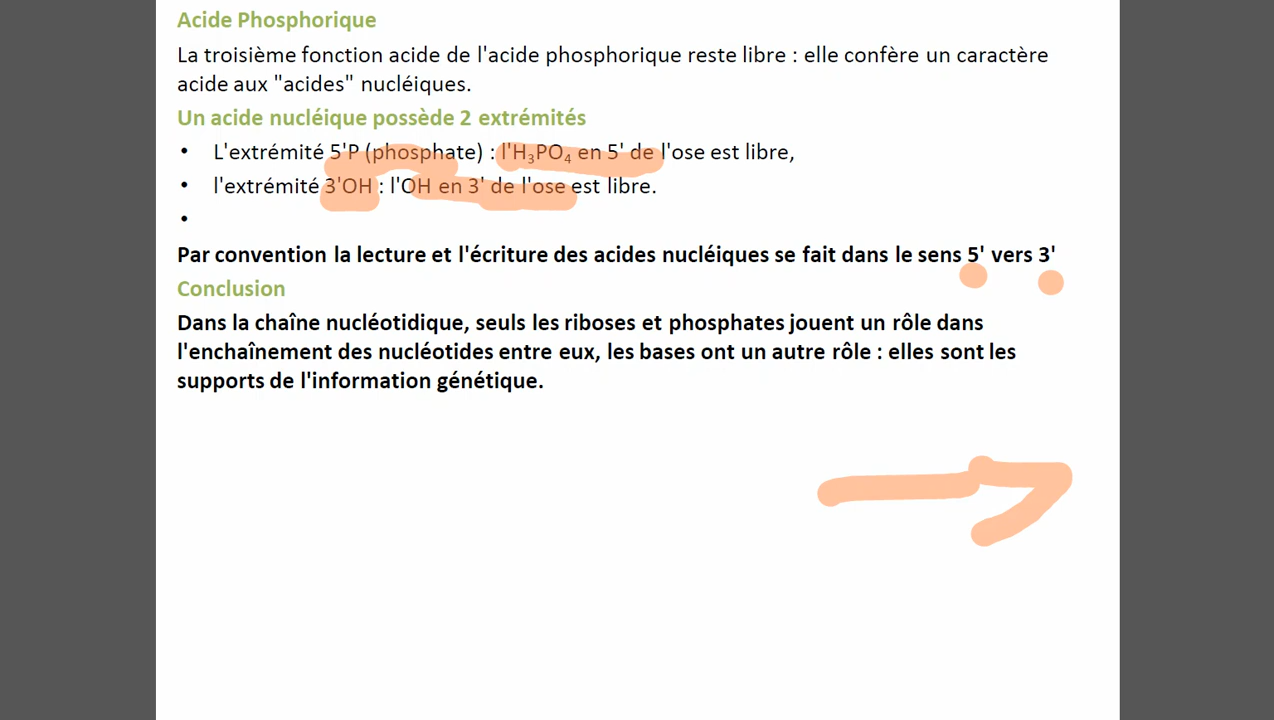 Acide Phosphorique
La troisième fonction acide de l'acide phosphorique reste libre : elle confère un caractère
acide aux "acides" nucléiques.
Un acide nucléique possède 2 extrémités
• L'extrémité 5'P (phosphate) : l'H₃PO₄ en 5' de l'ose est libre,
• l'extrémité 3'OH : l'OH en 3' de l'ose est libre.
•
Par convention la lecture et l'écriture des acides nucléiques se fait dans le sens 5' vers 3'
Conclusion
Dans la chaîne nucléotidique, seuls les riboses et phosphates jouent un rôle dans
l'enchaînement des nucléotides entre eux, les bases ont un autre rôle : elles sont les
supports de l'information génétique.